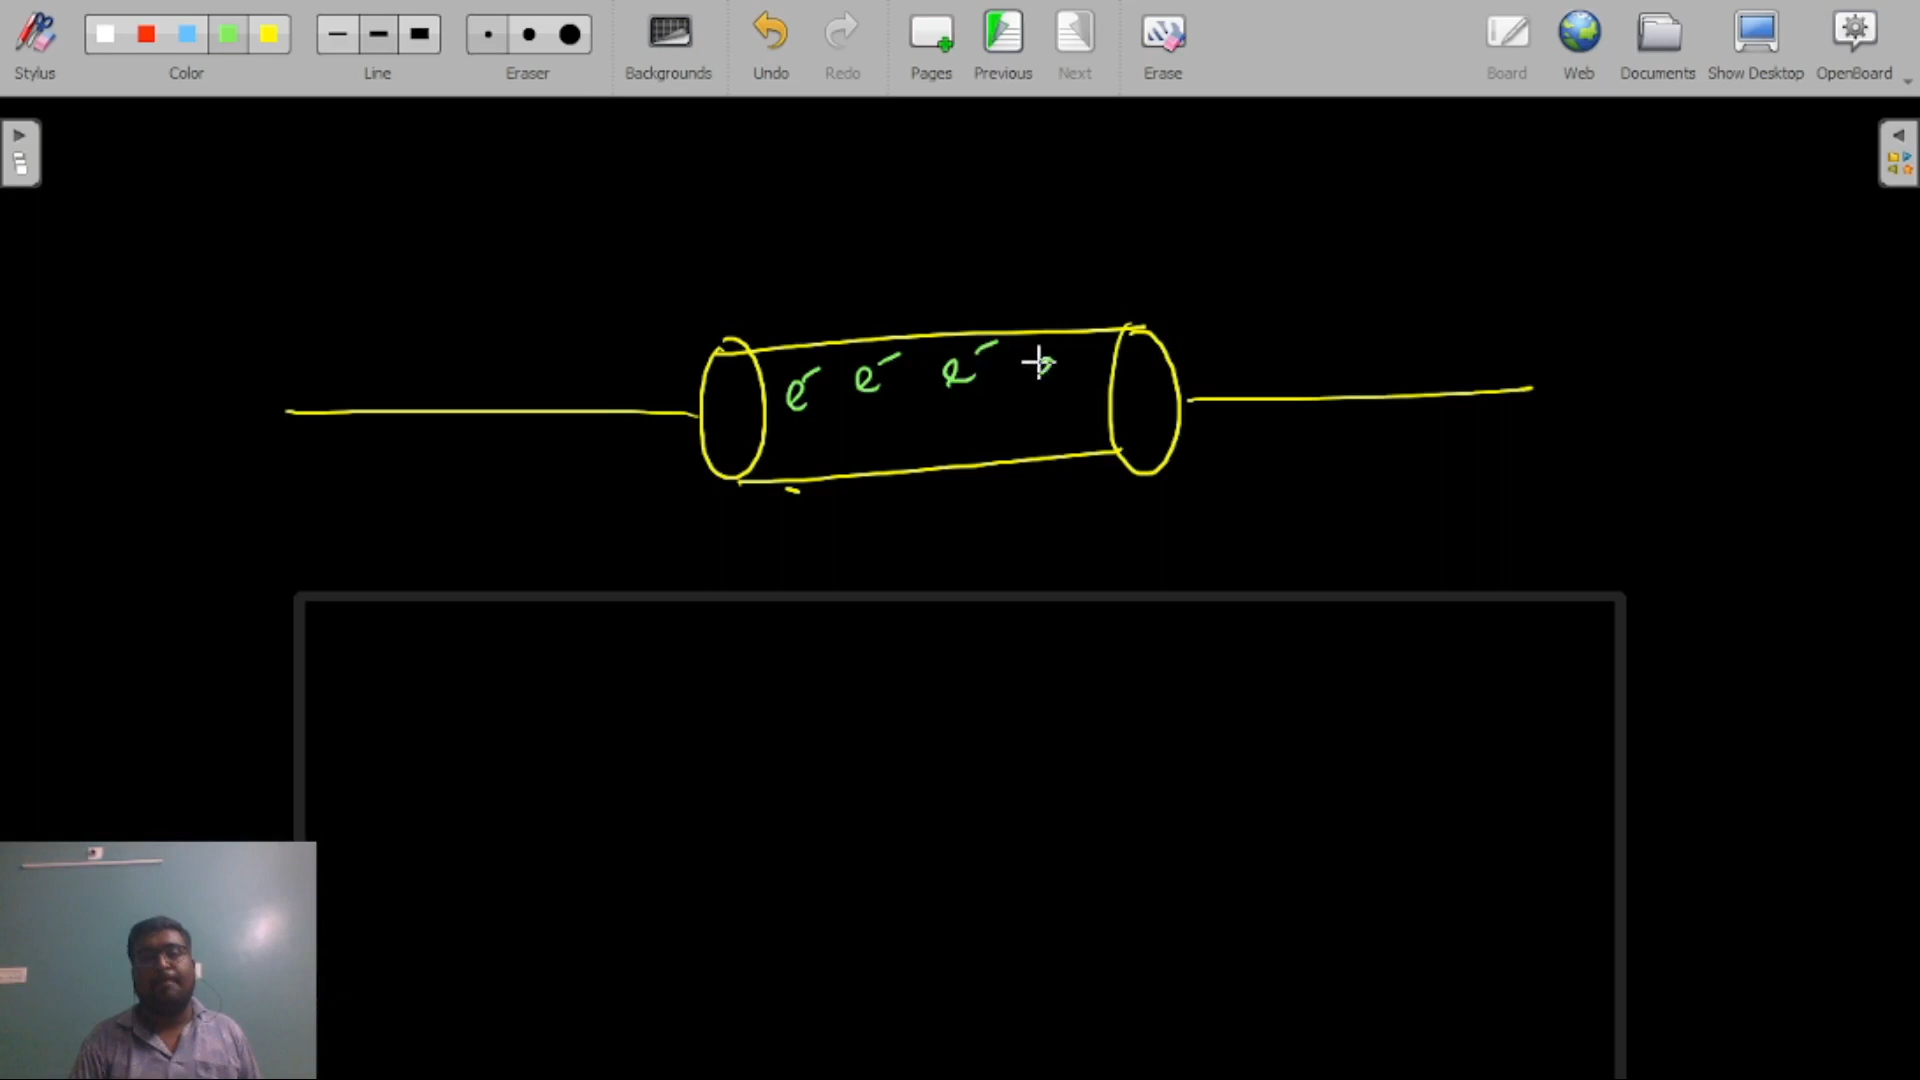 Stylus Color Line Eraser Backgrounds Undo Redo Pages Previous Next Erase Board Web Documents Show Desktop OpenBoard
e⁻ e⁻ e⁻